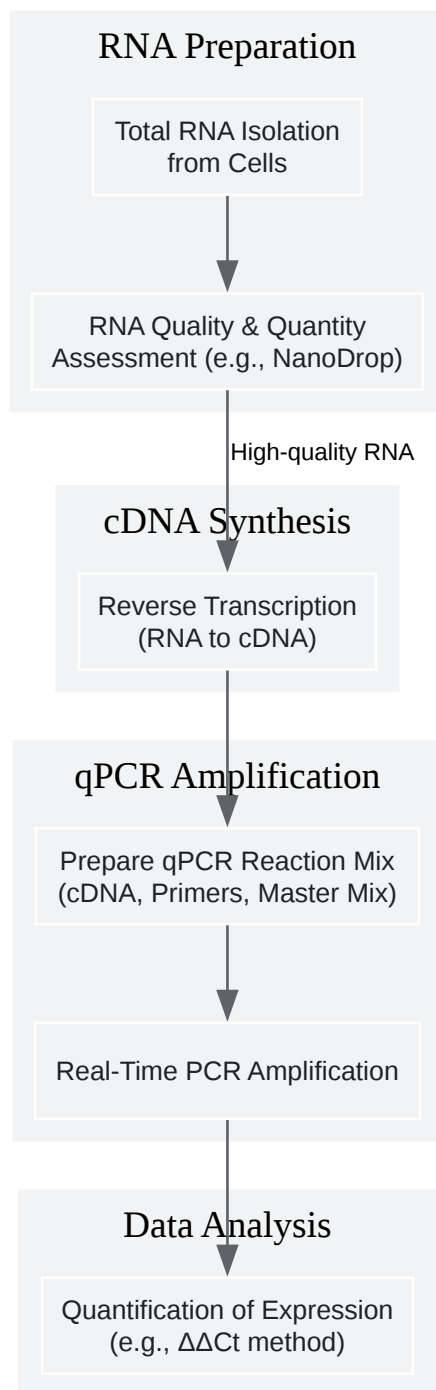 RNA Preparation
Total RNA Isolation
from Cells
RNA Quality & Quantity
Assessment (e.g., NanoDrop)
High-quality RNA
cDNA Synthesis
Reverse Transcription
(RNA to cDNA)
qPCR Amplification
Prepare qPCR Reaction Mix
(cDNA, Primers, Master Mix)
Real-Time PCR Amplification
Data Analysis
Quantification of Expression
(e.g., ΔΔCt method)